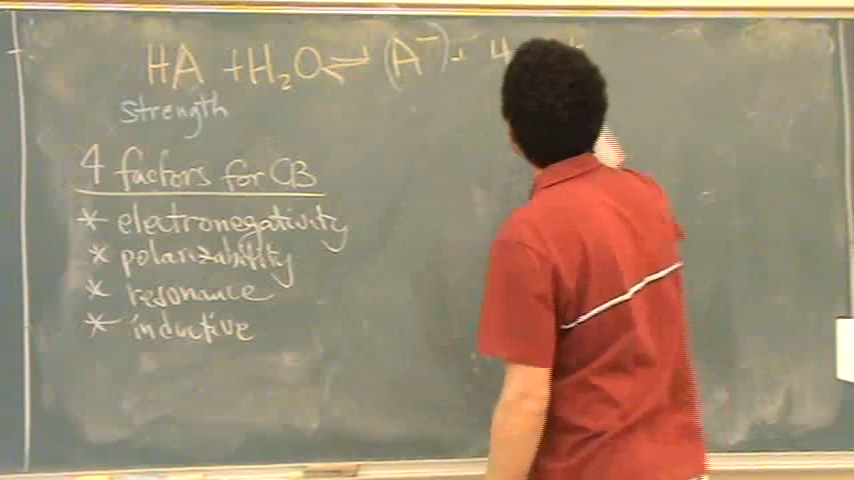 HA + H₂O ⇌ (A⁻) +
strength
4 factors for CB
* electronegativity
* polarizability
* resonance
* inductive